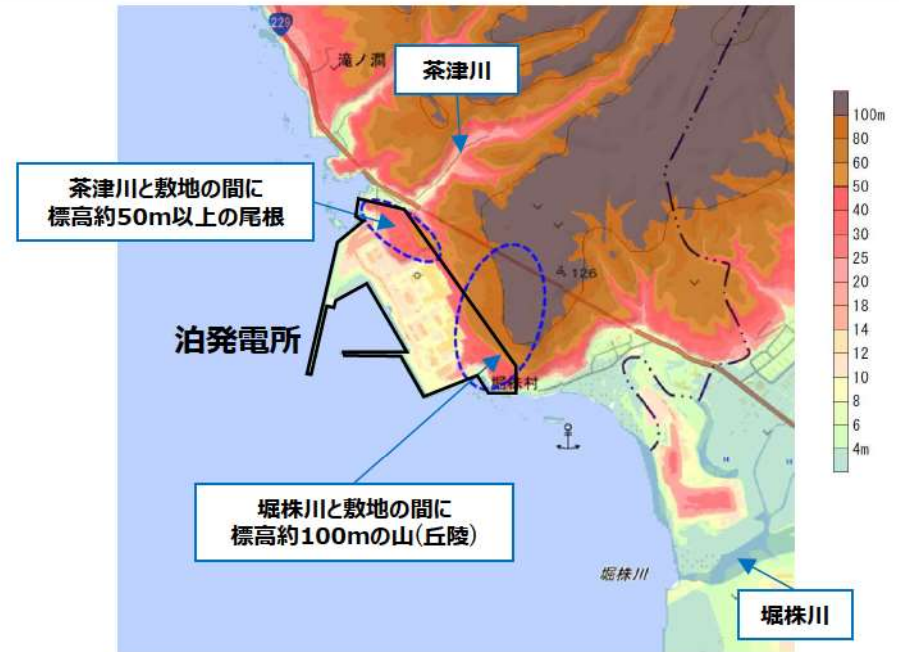 229
滝ノ澗
茶津川
茶津川と敷地の間に
標高約50m以上の尾根
126
泊発電所
堀株村
堀株川と敷地の間に
標高約100mの山(丘陵)
堀株川
堀株川
100m
80
60
50
40
30
25
20
18
14
12
10
8
6
4m